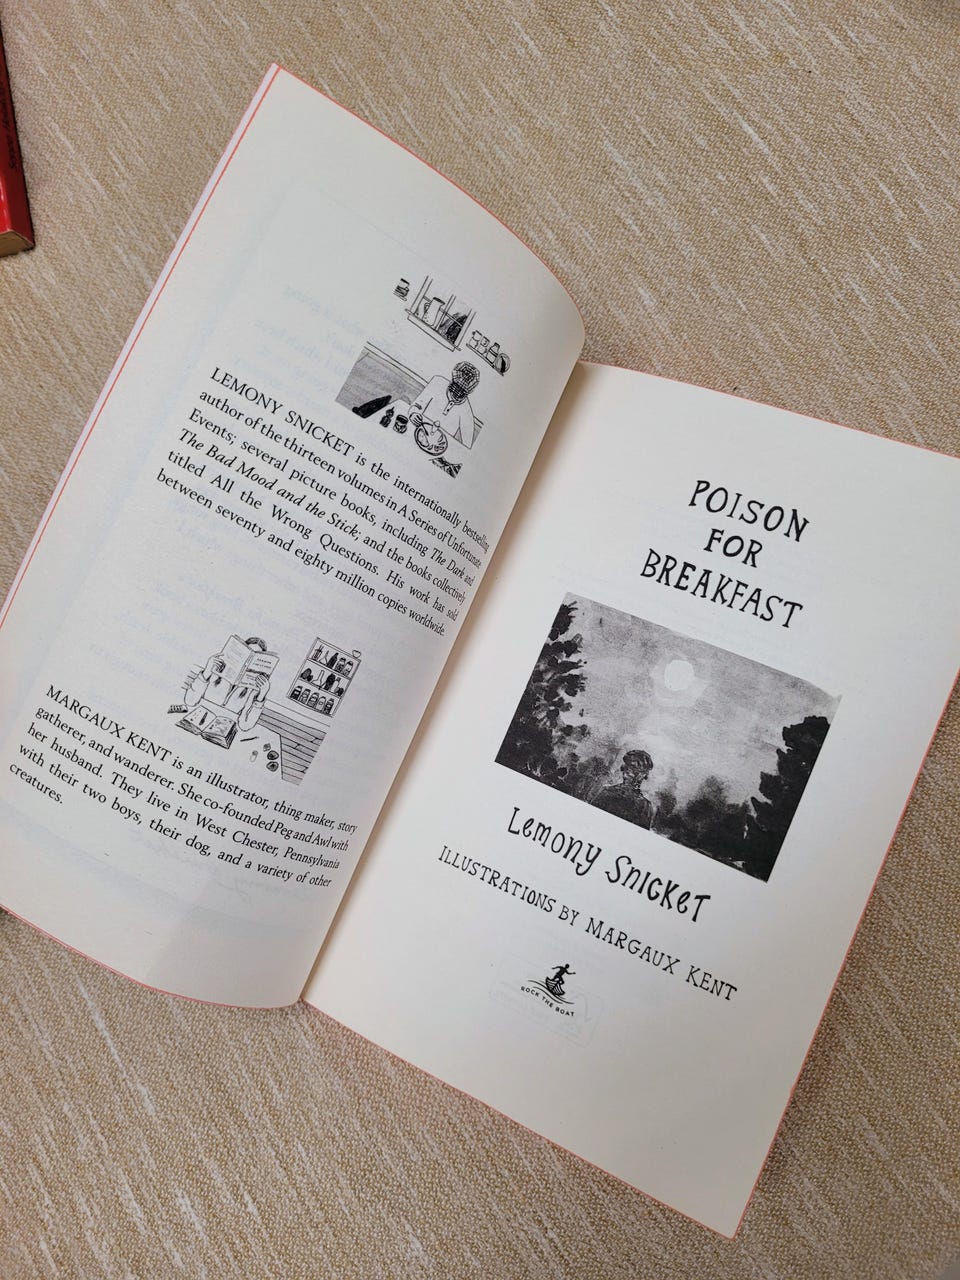 LEMONY SNICKET is the internationally bestselling
author of the thirteen volumes in A Series of Unfortunate
Events; several picture books, including The Dark and
The Bad Mood and the Stick; and the books collectively
titled All the Wrong Questions. His work has sold
between seventy and eighty million copies worldwide.
MARGAUX KENT is an illustrator, thing maker, story
gatherer, and wanderer. She co-founded Peg and Awl with
her husband. They live in West Chester, Pennsylvania
with their two boys, their dog, and a variety of other
creatures.
POISON
FOR
BREAKFAST
Lemony Snicket
ILLUSTRATIONS BY MARGAUX KENT
ROCK THE BOAT